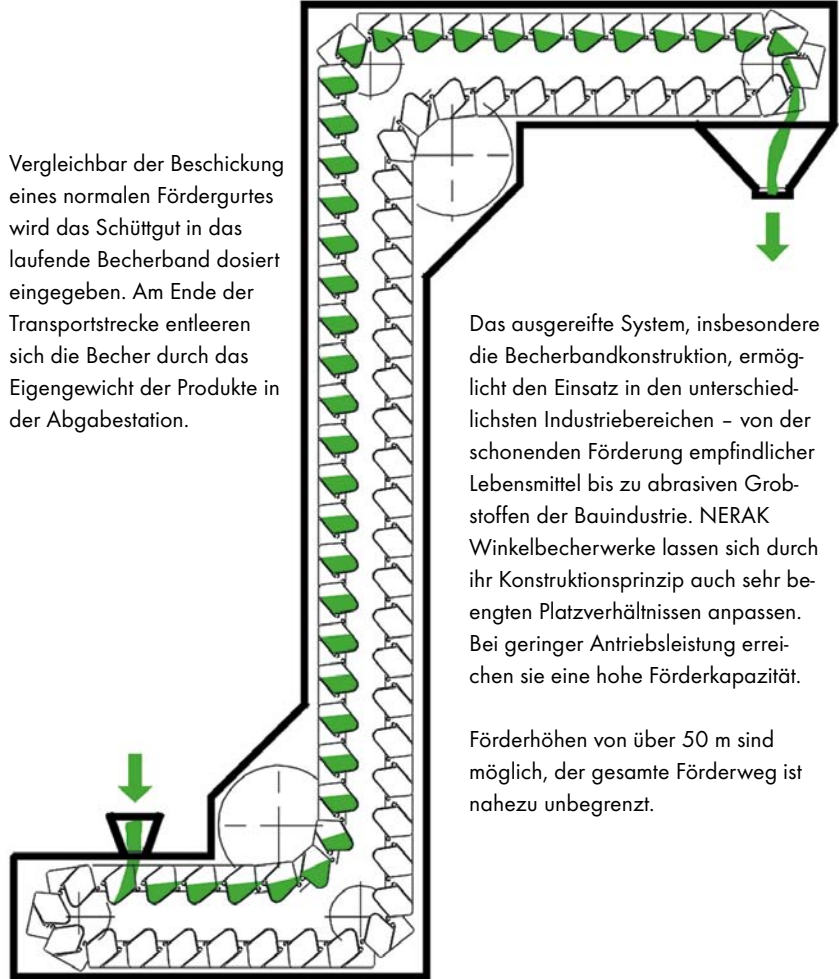 Vergleichbar der Beschickung
eines normalen Fördergurtes
wird das Schüttgut in das
laufende Becherband dosiert
eingegeben. Am Ende der
Transportstrecke entleeren
sich die Becher durch das
Eigengewicht der Produkte in
der Abgabestation.
Das ausgereifte System, insbesondere
die Becherbandkonstruktion, ermög-
licht den Einsatz in den unterschied-
lichsten Industriebereichen – von der
schonenden Förderung empfindlicher
Lebensmittel bis zu abrasiven Grob-
stoffen der Bauindustrie. NERAK
Winkelbecherwerke lassen sich durch
ihr Konstruktionsprinzip auch sehr be-
engten Platzverhältnissen anpassen.
Bei geringer Antriebsleistung errei-
chen sie eine hohe Förderkapazität.
Förderhöhen von über 50 m sind
möglich, der gesamte Förderweg ist
nahezu unbegrenzt.